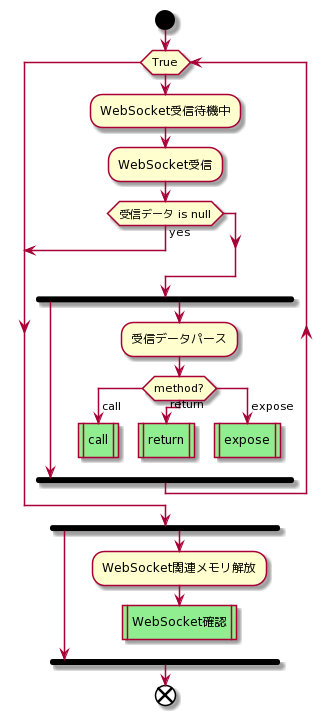 True
WebSocket受信待機中
WebSocket受信
受信データ is null
yes
受信データパース
method?
call
return
expose
call
return
expose
WebSocket関連メモリ解放
WebSocket確認